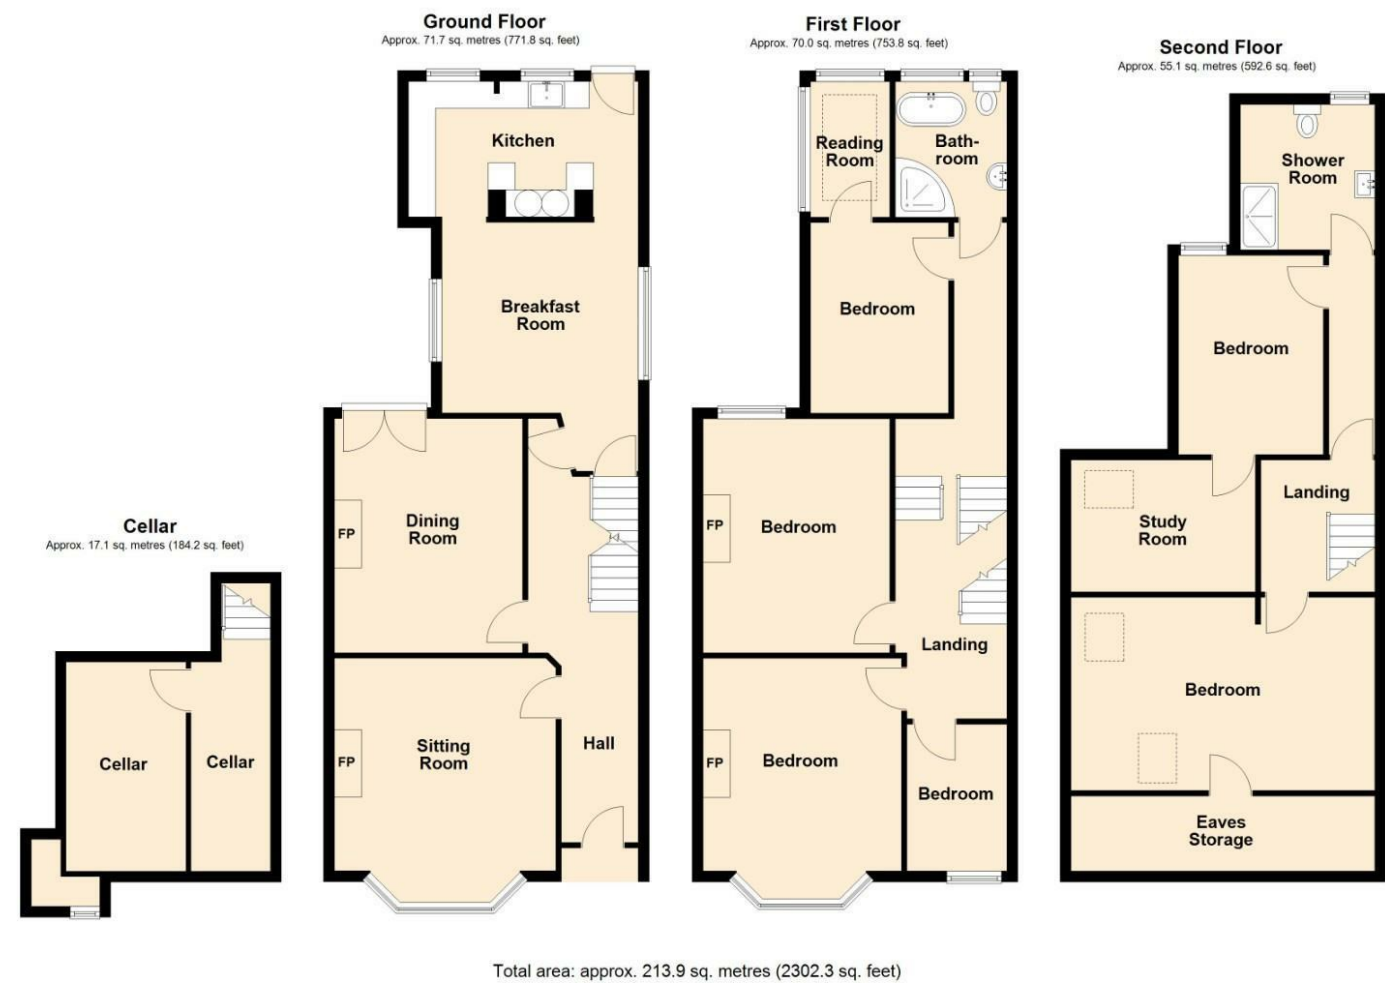 Ground Floor
Approx. 71.7 sq. metres (771.8 sq. feet)
Kitchen
Breakfast
Room
Dining
Room
FP
Sitting
Room
FP
Hall
First Floor
Approx. 70.0 sq. metres (753.8 sq. feet)
Reading
Room
Bath-
room
Bedroom
Bedroom
FP
Landing
Bedroom
FP
Bedroom
Second Floor
Approx. 55.1 sq. metres (592.6 sq. feet)
Shower
Room
Bedroom
Landing
Study
Room
Bedroom
Eaves
Storage
Cellar
Approx. 17.1 sq. metres (184.2 sq. feet)
Cellar
Cellar
Total area: approx. 213.9 sq. metres (2302.3 sq. feet)